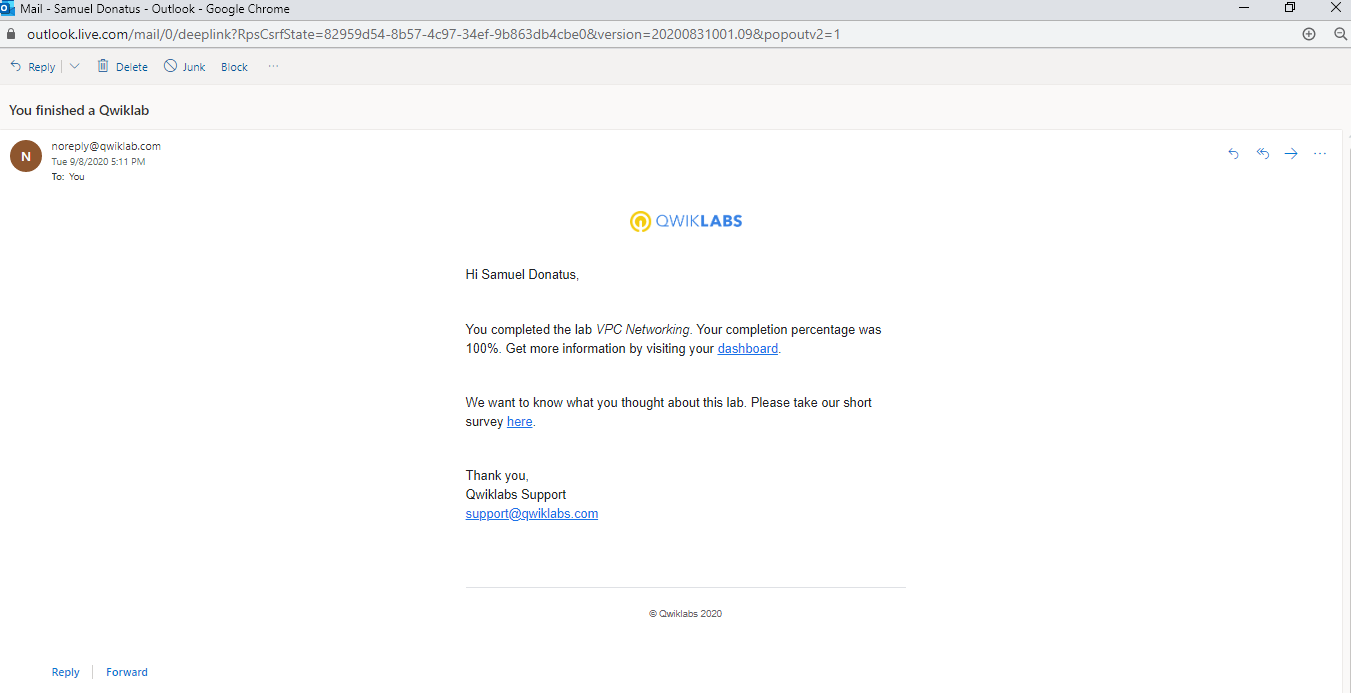 Mail - Samuel Donatus - Outlook - Google Chrome
outlook.live.com/mail/0/deeplink?RpsCsrfState=82959d54-8b57-4c97-34ef-9b863db4cbe0&version=20200831001.09&popoutv2=1
Reply Delete Junk Block ...
You finished a Qwiklab
N
noreply@qwiklab.com
Tue 9/8/2020 5:11 PM
To: You
QWIKLABS
Hi Samuel Donatus,
You completed the lab VPC Networking. Your completion percentage was
100%. Get more information by visiting your dashboard.
We want to know what you thought about this lab. Please take our short
survey here.
Thank you,
Qwiklabs Support
support@qwiklabs.com
© Qwiklabs 2020
Reply Forward